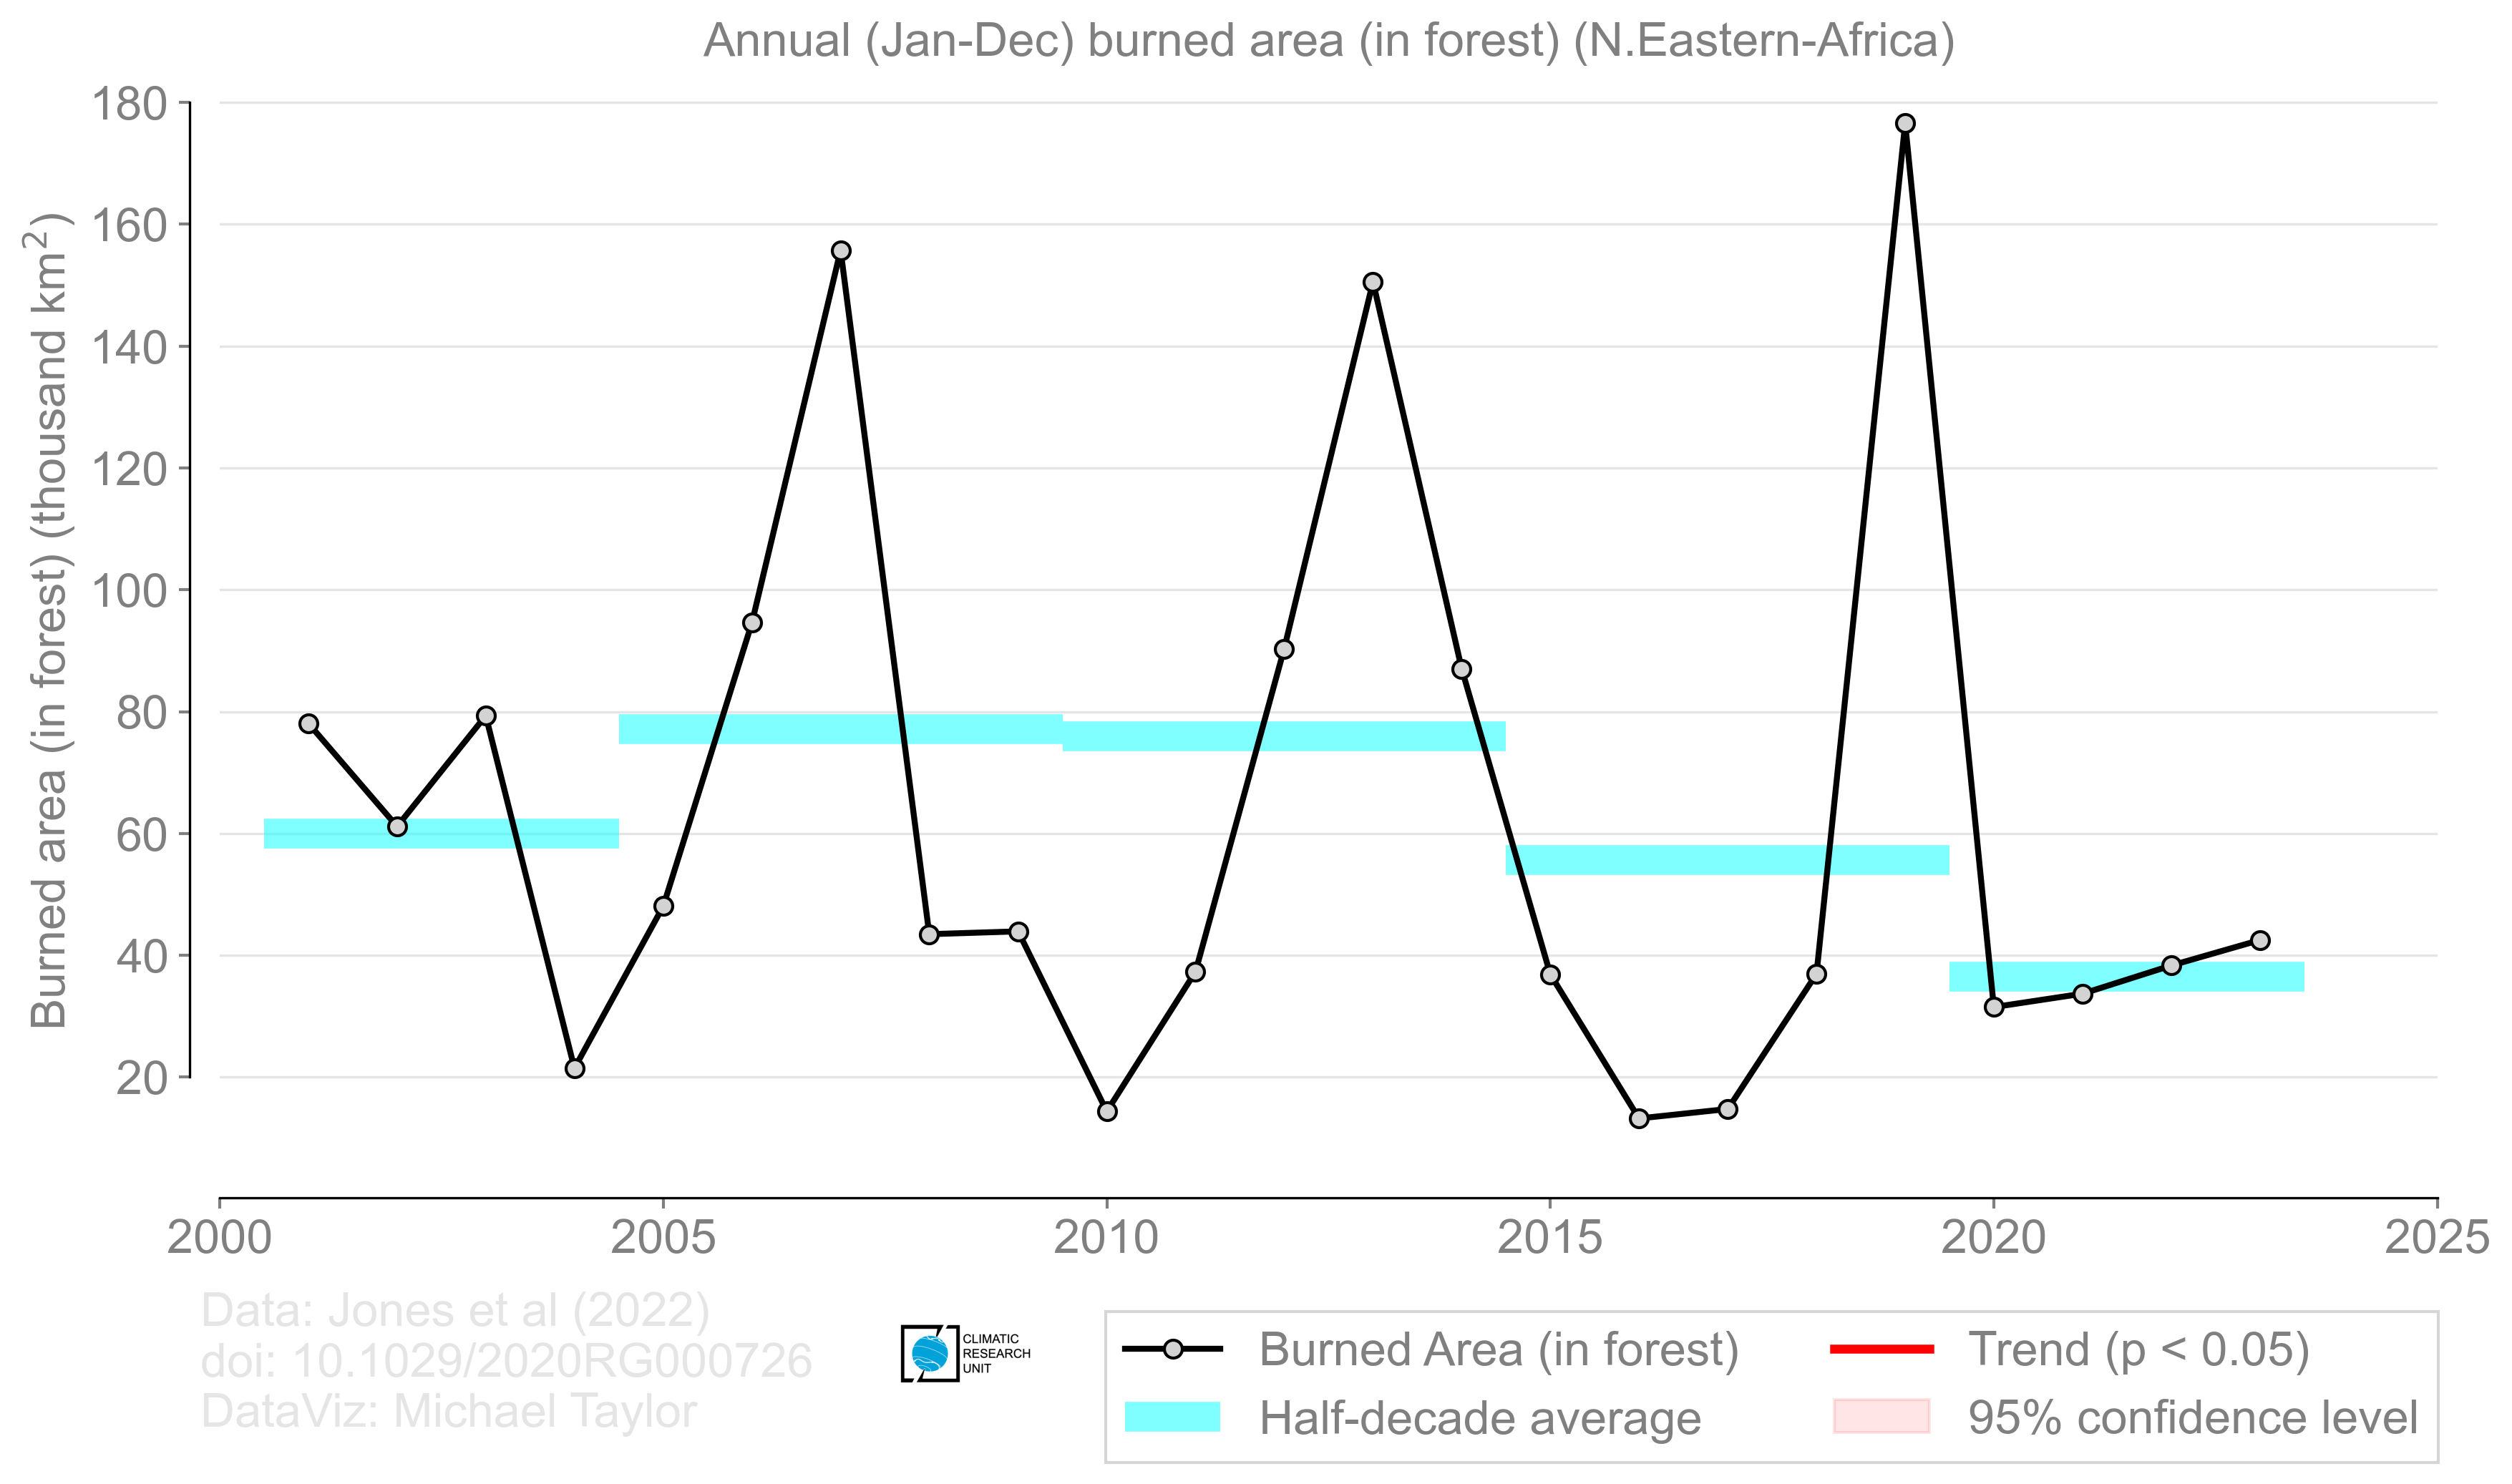 Annual (Jan-Dec) burned area (in forest) (N.Eastern-Africa)
Burned area (in forest) (thousand km²)
180
160
140
120
100
80
60
40
20
2000 2005 2010 2015 2020 2025
Data: Jones et al (2022)
doi: 10.1029/2020RG000726
DataViz: Michael Taylor
CLIMATIC
RESEARCH
UNIT
Burned Area (in forest)
Half-decade average
Trend (p < 0.05)
95% confidence level